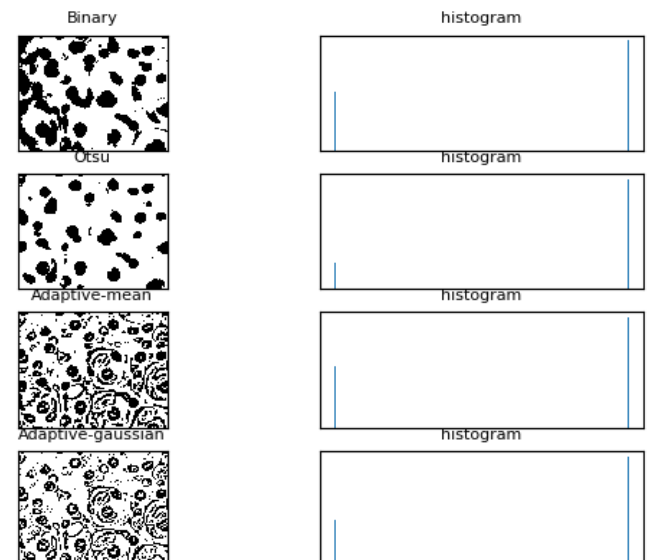 Binary
histogram
Otsu
histogram
Adaptive-mean
histogram
Adaptive-gaussian
histogram